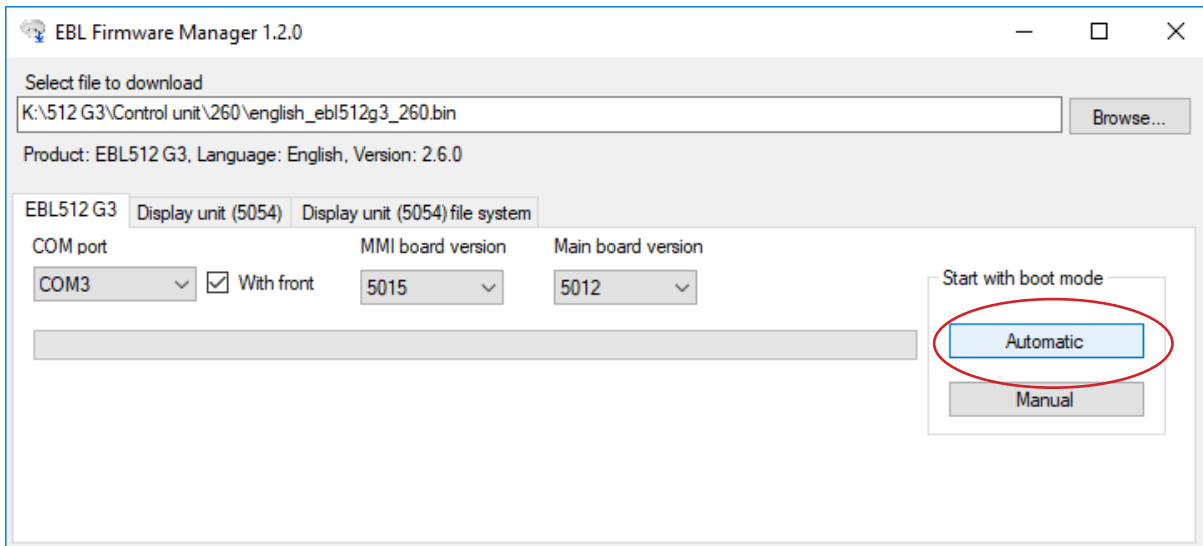 EBL Firmware Manager 1.2.0
Select file to download
K:\512 G3\Control unit\260\english_ebl512g3_260.bin
Browse...
Product: EBL512 G3, Language: English, Version: 2.6.0
EBL512 G3 Display unit (5054) Display unit (5054) file system
COM port MMI board version Main board version
COM3 With front 5015 5012
Start with boot mode
Automatic
Manual